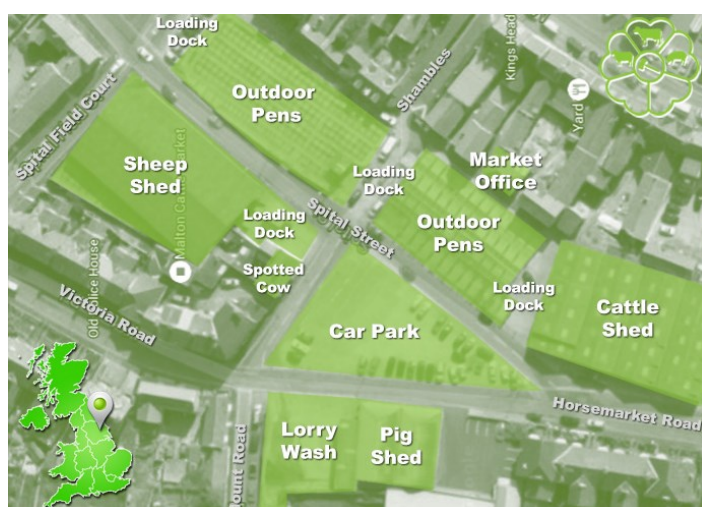 Loading
Dock
Outdoor
Pens
Shambles
Kings Head
Yard
Spital Field Court
Sheep
Shed
Malton Cattle Market
Loading
Dock
Market
Office
Loading
Dock
Spital Street
Outdoor
Pens
Spotted
Cow
Old Police House
Victoria Road
Loading
Dock
Cattle
Shed
Car Park
Horsemarket Road
Lorry
Wash
Pig
Shed
ount Road